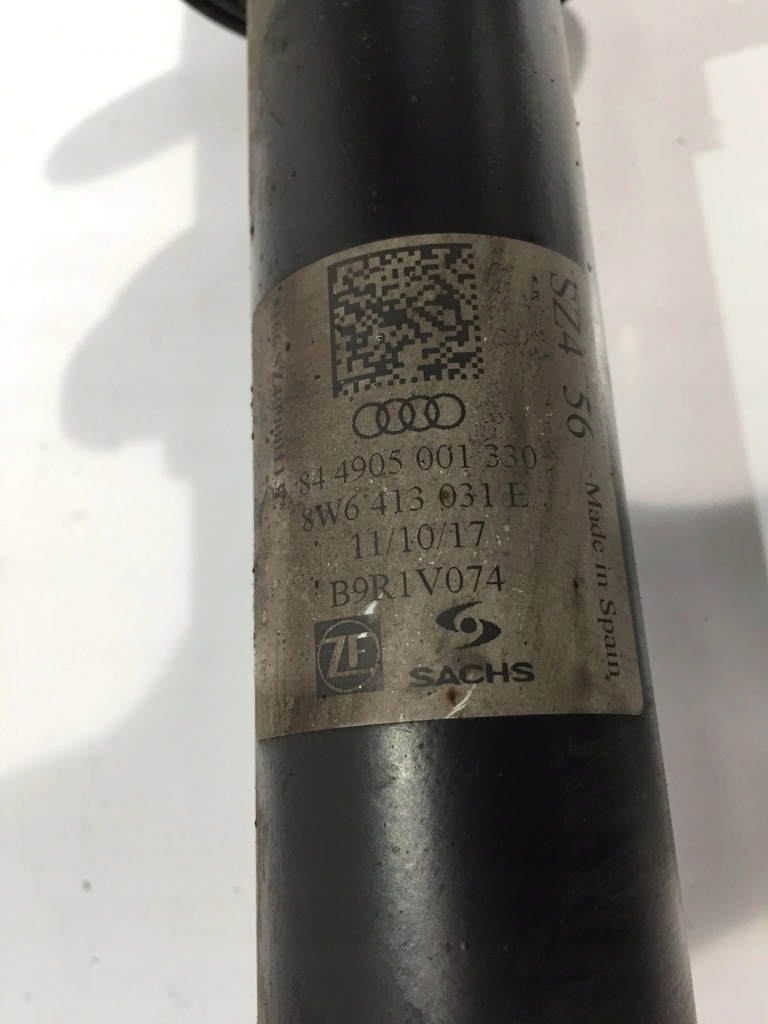 84 4905 001 330
8W6 413 031 E
11/10/17
B9R1V074
ZF
SACHS
SZ4 56
Made in Spain